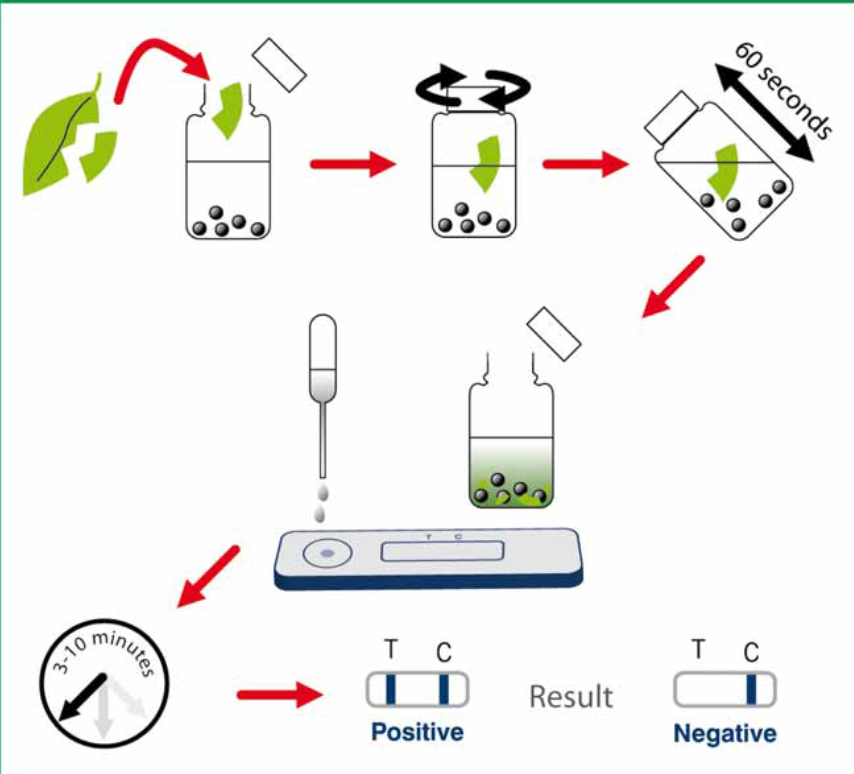 60 seconds
T C
3-10 minutes
T C
Positive
Result
T C
Negative